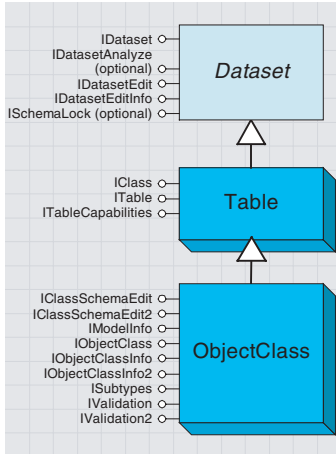 IDataset
IDatasetAnalyze
(optional)
IDatasetEdit
IDatasetEditInfo
ISchemaLock (optional)
Dataset
IClass
ITable
ITableCapabilities
Table
IClassSchemaEdit
IClassSchemaEdit2
IModelInfo
IObjectClass
IObjectClassInfo
IObjectClassInfo2
ISubtypes
IValidation
IValidation2
ObjectClass